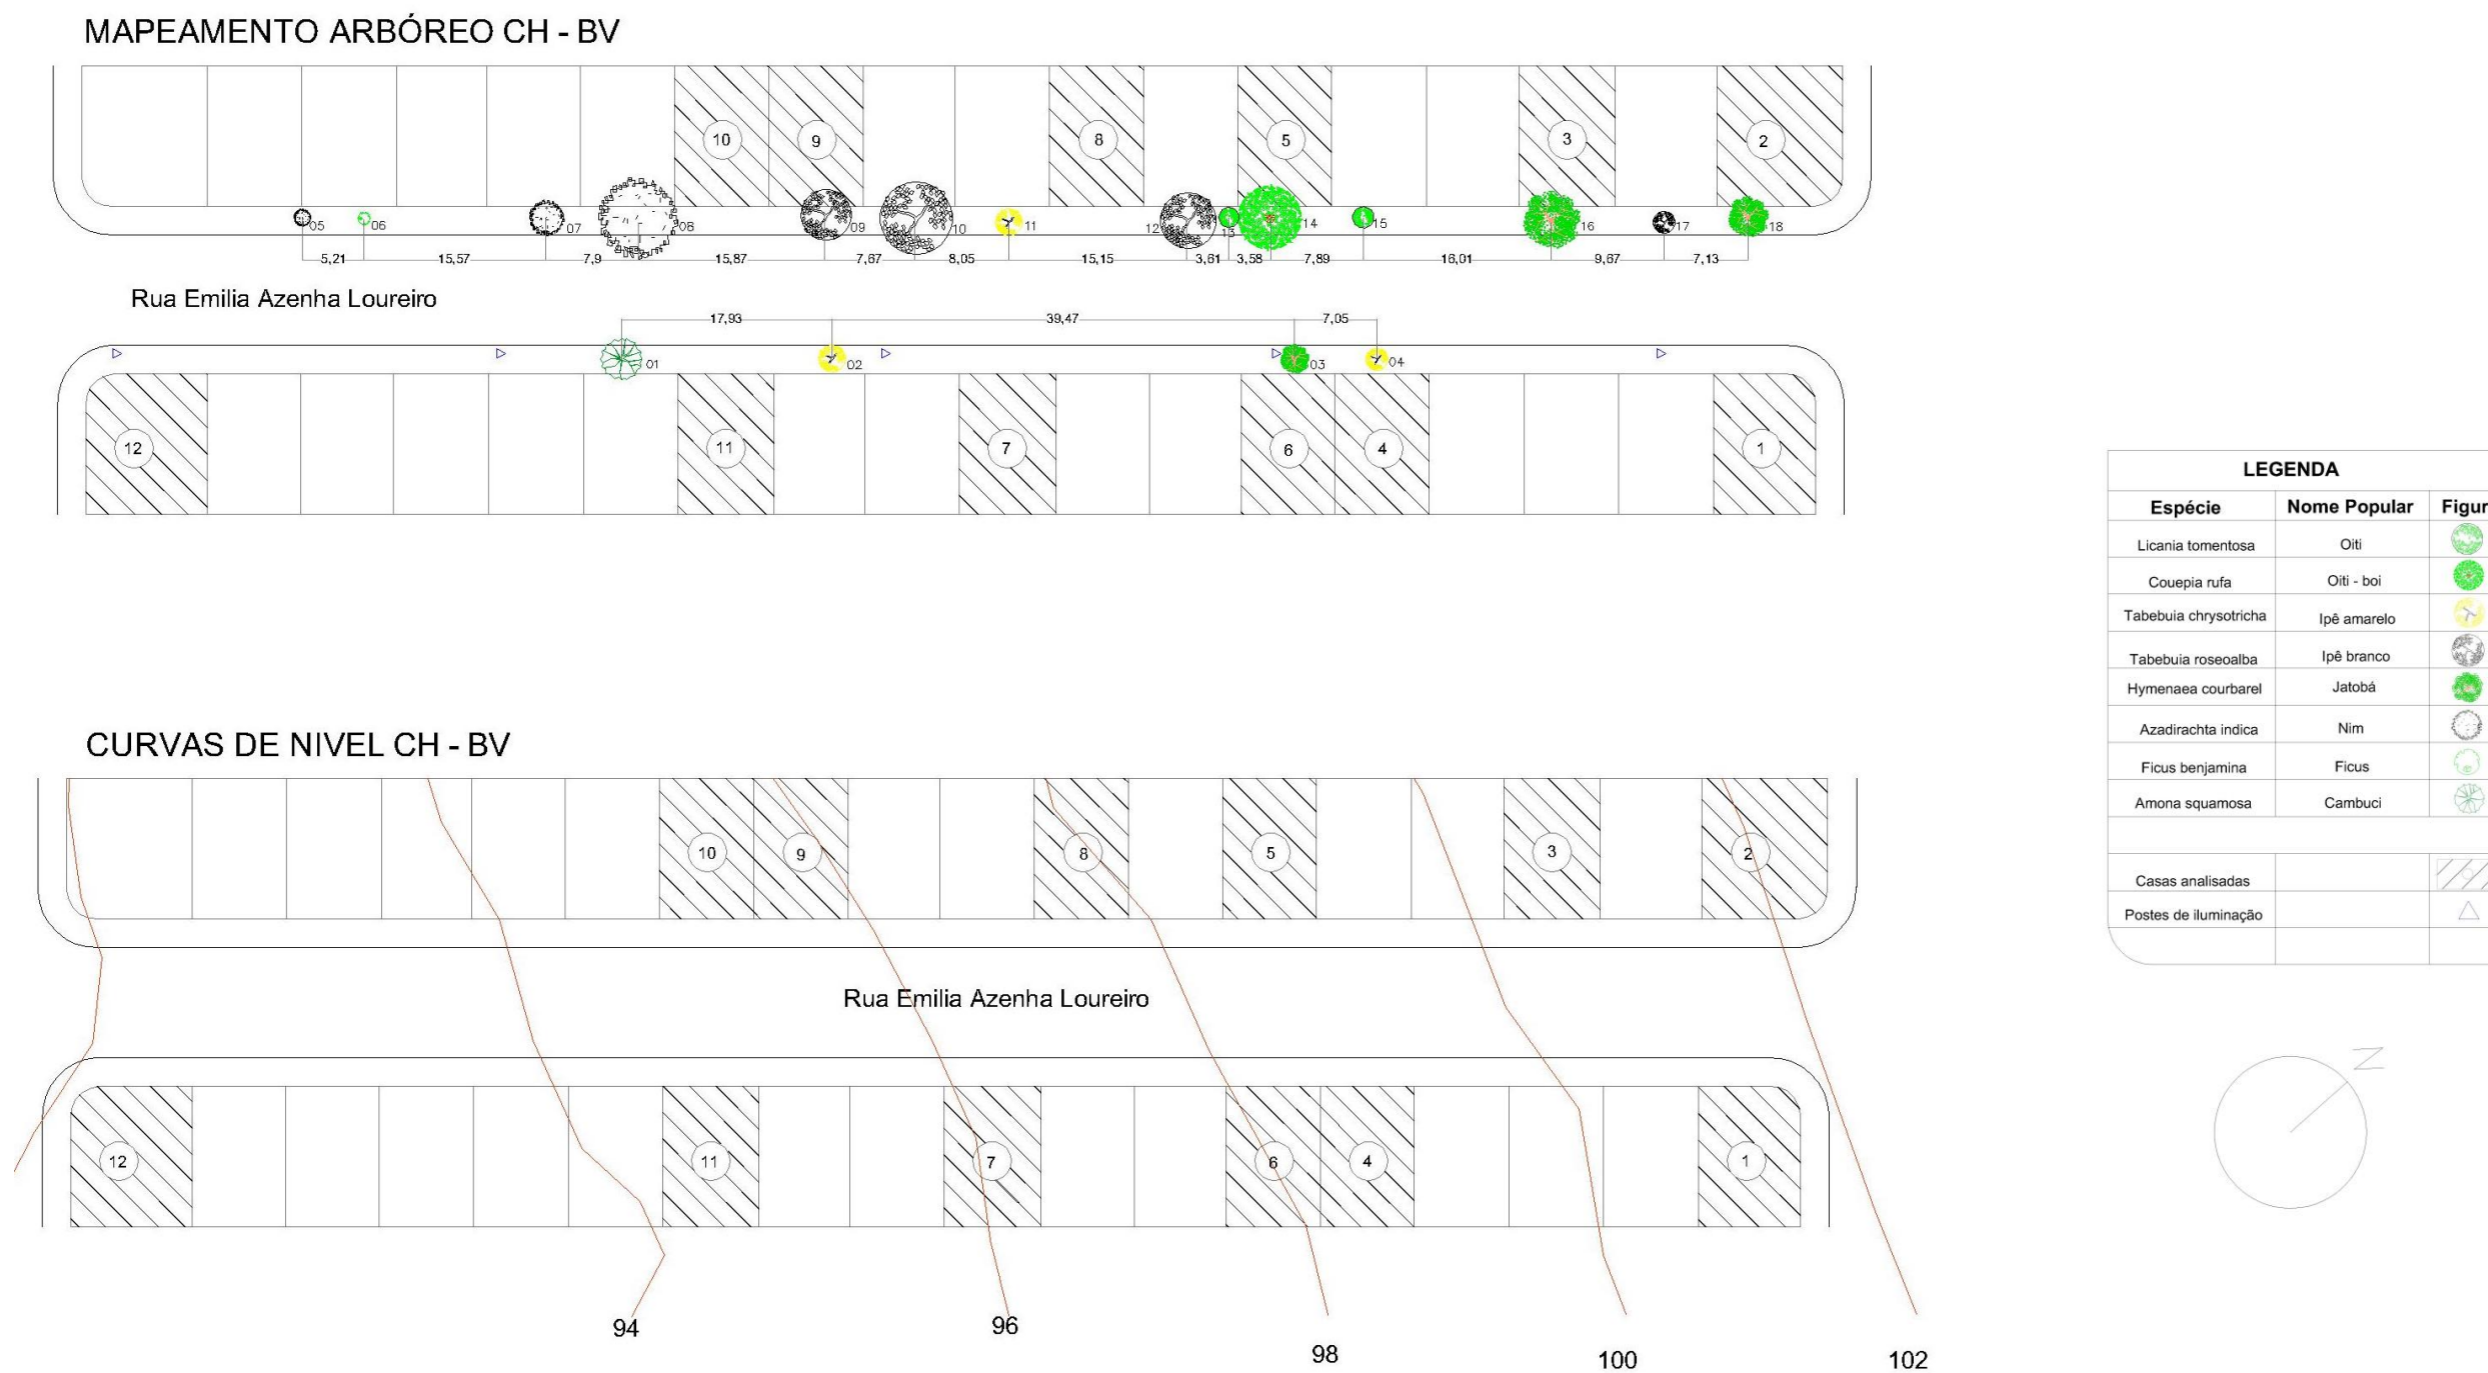 MAPEAMENTO ARBÓREO CH - BV
10 9 8 5 3 2
05 06 07 08 09 10 11 12 13 14 15 16 17 18
5,21 15,57 7,9 15,87 7,67 8,05 15,15 3,61 3,58 7,89 16,01 9,67 7,13
Rua Emilia Azenha Loureiro
17,93 39,47 7,05
01 02 03 04
12 11 7 6 4 1
LEGENDA
Espécie Nome Popular Figur
Licania tomentosa Oiti
Couepia rufa Oiti - boi
Tabebuia chrysotricha Ipê amarelo
Tabebuia roseoalba Ipê branco
Hymenaea courbarel Jatobá
Azadirachta indica Nim
Ficus benjamina Ficus
Amona squamosa Cambuci
Casas analisadas
Postes de iluminação
N
CURVAS DE NIVEL CH - BV
10 9 8 5 3 2
Rua Emilia Azenha Loureiro
12 11 7 6 4 1
94 96 98 100 102